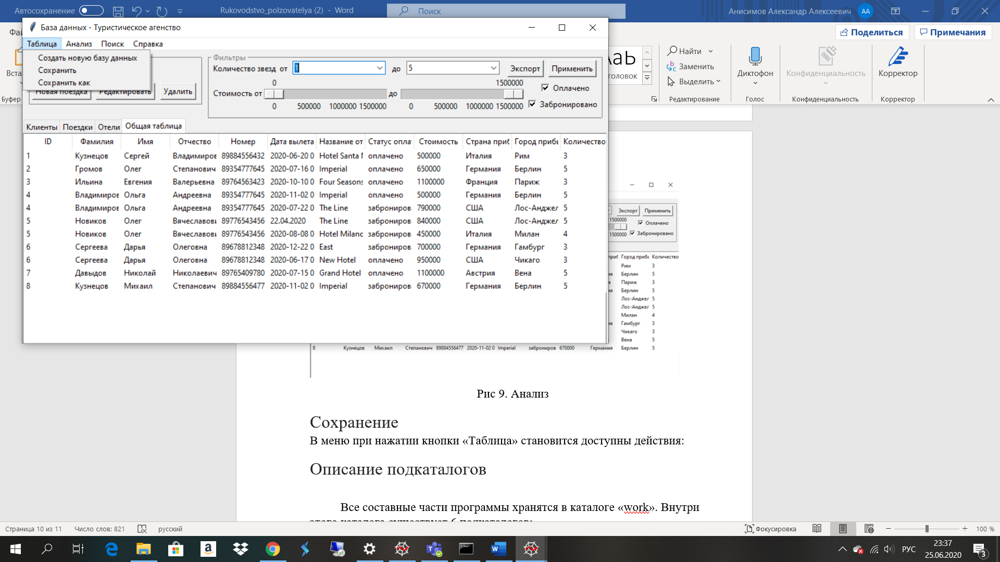 Автосохранение
Rukovodstvo_polzovatelya (2) - Word
Поиск
Анисимов Александр Алексеевич АА
Поделиться Примечания
База данных - Туристическое агенство
Таблица Анализ Поиск Справка
Создать новую базу данных
Сохранить
Сохранить как
Новая поездка Редактировать Удалить
Фильтры
Количество звезд от 1 до 5 Экспорт Применить
0 1500000
Стоимость от до Оплачено
0 500000 1000000 1500000 0 500000 1000000 1500000 Забронировано
Клиенты Поездки Отели Общая таблица
ID Фамилия Имя Отчество Номер Дата вылета Название от Статус опла Стоимость Страна приб Город приб Количество
1 Кузнецов Сергей Владимиров 89884556432 2020-06-20 0 Hotel Santa оплачено 500000 Италия Рим 3
2 Громов Олег Степанович 89354777645 2020-07-16 0 Imperial оплачено 650000 Германия Берлин 5
3 Ильина Евгения Валерьевна 89764563423 2020-10-10 0 Four Seasons оплачено 1100000 Франция Париж 3
4 Владимиров Ольга Андреевна 89354777645 2020-11-02 0 Imperial оплачено 500000 Германия Берлин 5
4 Владимиров Ольга Андреевна 89354777645 2020-07-22 0 The Line заброниров 790000 США Лос-Анджел 5
5 Новиков Олег Вячеслаови 89776543456 22.04.2020 The Line заброниров 840000 США Лос-Анджел 5
5 Новиков Олег Вячеслаови 89776543456 2020-08-08 0 Hotel Milanc заброниров 450000 Италия Милан 4
6 Сергеева Дарья Олеговна 89678812348 2020-12-22 0 East заброниров 700000 Германия Гамбург 3
6 Сергеева Дарья Олеговна 89678812348 2020-06-17 0 New Hotel оплачено 950000 США Чикаго 3
7 Давыдов Николай Николаевич 89765409780 2020-07-15 0 Grand Hotel оплачено 1100000 Австрия Вена 5
8 Кузнецов Михаил Степанович 89884556477 2020-11-02 0 Imperial заброниров 670000 Германия Берлин 5
Вста
Буфер
АаЬ
головок
Найти
Заменить
Выделить
Редактирование
Диктофон
Голос
Конфиденциальность
Конфиденциальность
Корректор
Корректор
Экспорт Применить
1500000 Оплачено
1500000 Забронировано
Город приб Количество
Рим 3
Берлин 5
Париж 3
Берлин 5
Лос-Анджел 5
Лос-Анджел 5
Милан 4
Гамбург 3
Чикаго 3
Вена 5
8 Кузнецов Михаил Степанович 89884556477 2020-11-02 0 Imperial заброниров 670000 Германия Берлин 5
Рис 9. Анализ
Сохранение
В меню при нажатии кнопки «Таблица» становится доступны действия:
Описание подкаталогов
Все составные части программы хранятся в каталоге «work». Внутри
этого каталога существует 6 подкаталогов:
Страница 10 из 11 Число слов: 821 русский
Фокусировка 100 %
РУС
23:37
25.06.2020
3